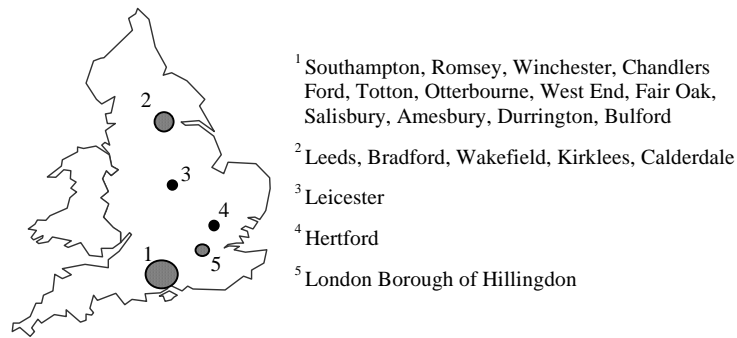 2
3
4
1
5
1 Southampton, Romsey, Winchester, Chandlers
Ford, Totton, Otterbourne, West End, Fair Oak,
Salisbury, Amesbury, Durrington, Bulford
2 Leeds, Bradford, Wakefield, Kirklees, Calderdale
3 Leicester
4 Hertford
5 London Borough of Hillingdon